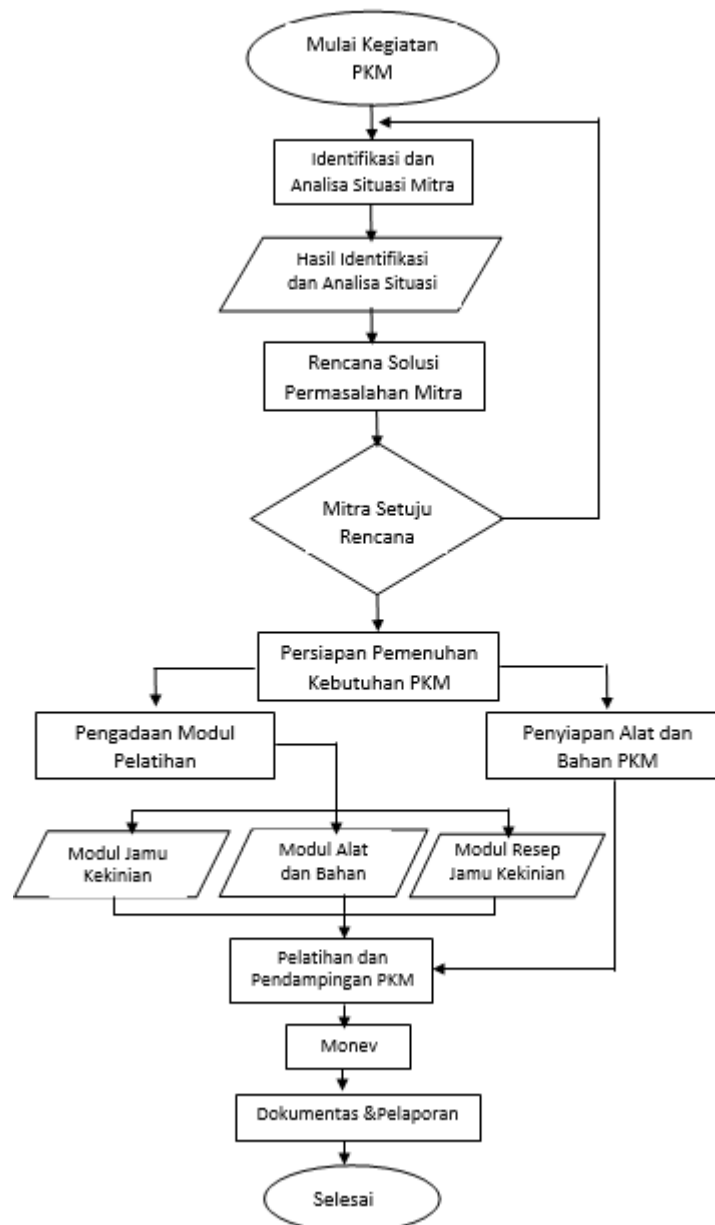 Mulai Kegiatan
PKM
Identifikasi dan
Analisa Situasi Mitra
Hasil Identifikasi
dan Analisa Situasi
Rencana Solusi
Permasalahan Mitra
Mitra Setuju
Rencana
Persiapan Pemenuhan
Kebutuhan PKM
Pengadaan Modul
Pelatihan
Penyiapan Alat dan
Bahan PKM
Modul Jamu
Kekinian
Modul Alat
dan Bahan
Modul Resep
Jamu Kekinian
Pelatihan dan
Pendampingan PKM
Monev
Dokumentas &Pelaporan
Selesai